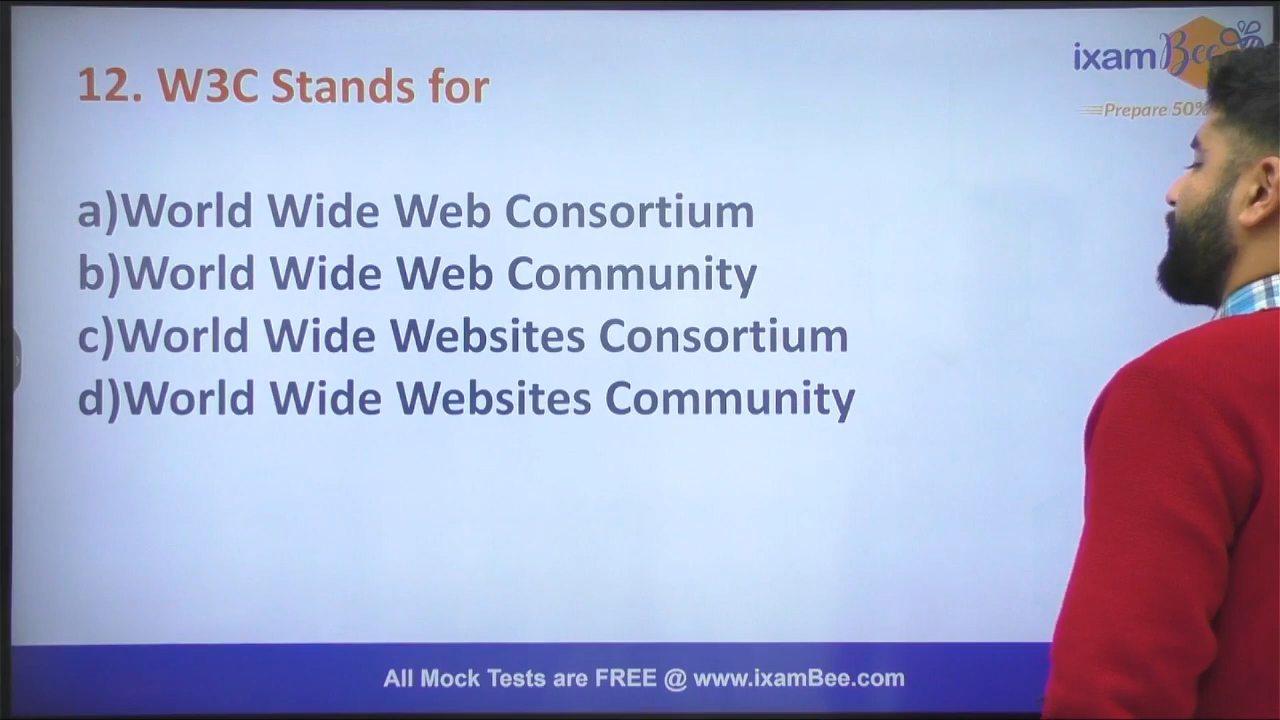 ixamBee
Prepare 50%
12. W3C Stands for
a)World Wide Web Consortium
b)World Wide Web Community
c)World Wide Websites Consortium
d)World Wide Websites Community
All Mock Tests are FREE @ www.ixamBee.com